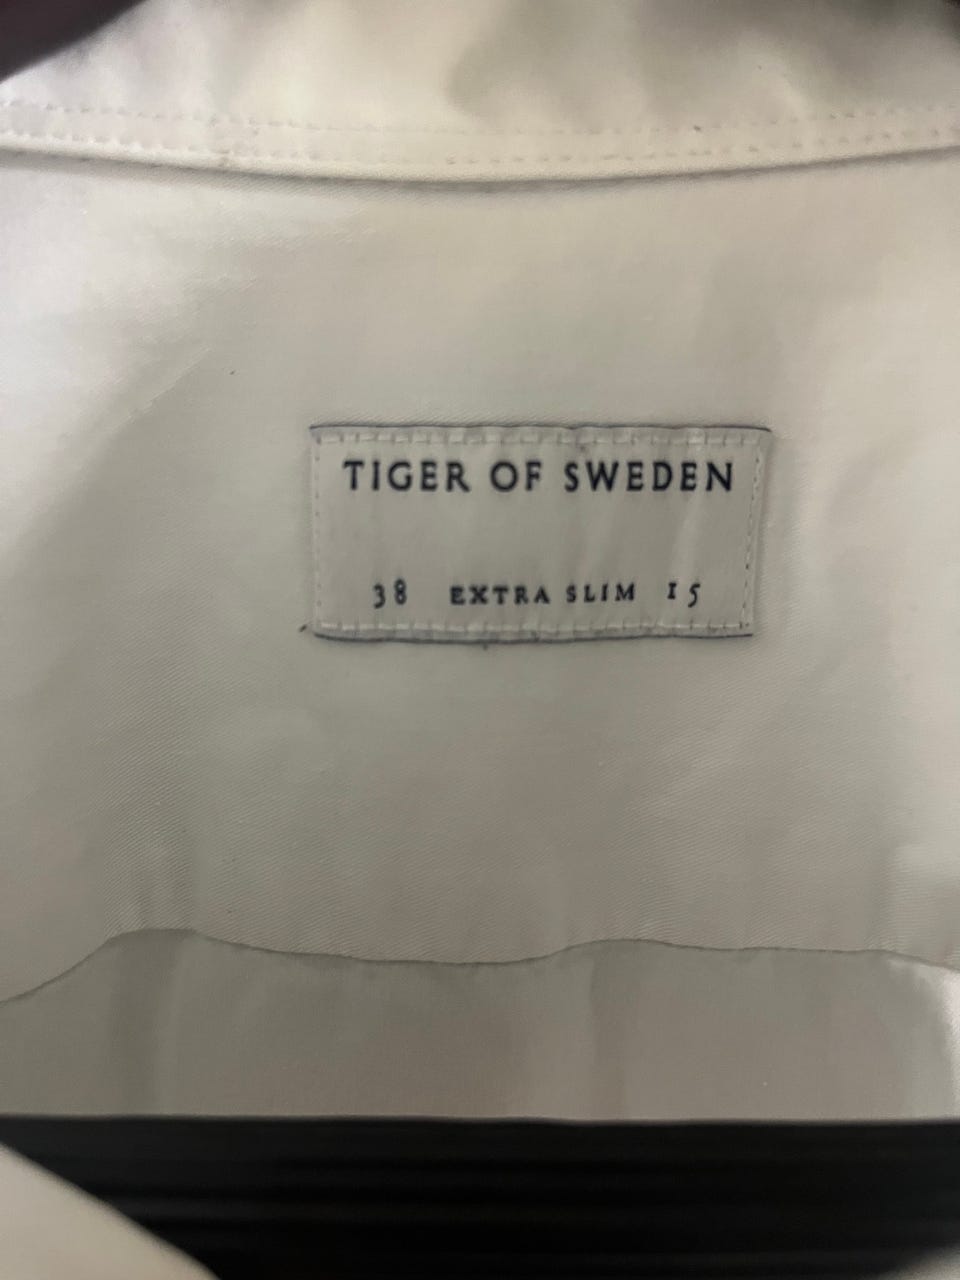 TIGER OF SWEDEN
38 EXTRA SLIM 15